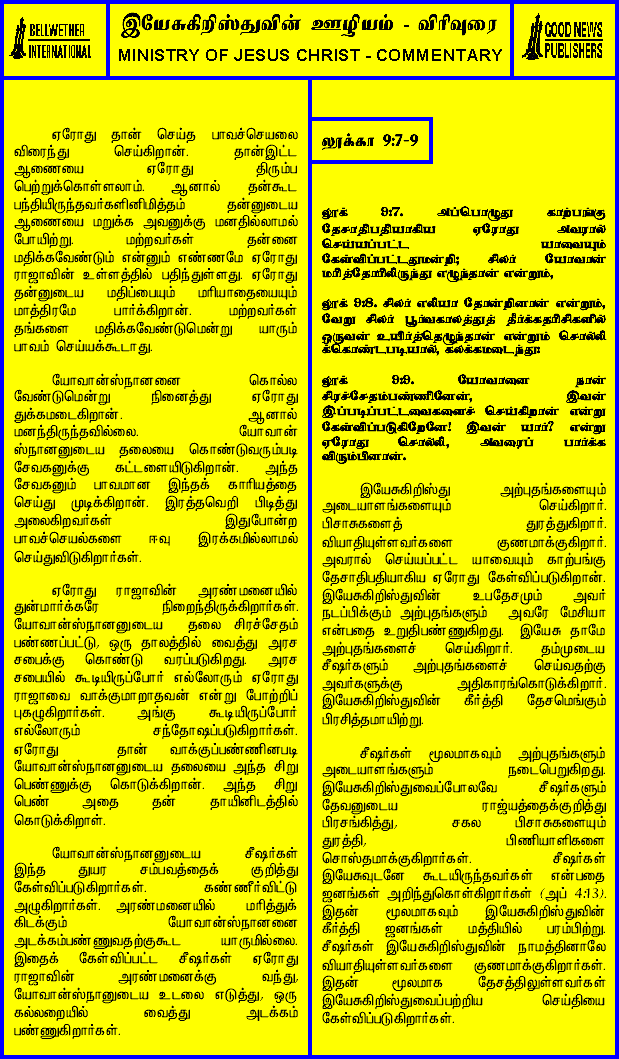 BELLWETHER
INTERNATIONAL
இயேசுகிறிஸ்துவின் ஊழியம் - விரிவுரை
MINISTRY OF JESUS CHRIST - COMMENTARY
GOOD NEWS
PUBLISHERS
ஏரோது தான் செய்த பாவச்செயலை
விரைந்து செய்கிறான். தான்இட்ட
ஆணையை ஏரோது திரும்ப
பெற்றுக்கொள்ளலாம். ஆனால் தன்கூட
பந்தியிருந்தவர்களினிமித்தம் தன்னுடைய
ஆணையை மறுக்க அவனுக்கு மனதில்லாமல்
போயிற்று. மற்றவர்கள் தன்னை
மதிக்கவேண்டும் என்னும் எண்ணமே ஏரோது
ராஜாவின் உள்ளத்தில் பதிந்துள்ளது. ஏரோது
தன்னுடைய மதிப்பையும் மரியாதையையும்
மாத்திரமே பார்க்கிறான். மற்றவர்கள்
தங்களை மதிக்கவேண்டுமென்று யாரும்
பாவம் செய்யக்கூடாது.
யோவான்ஸ்நானனை கொல்ல
வேண்டுமென்று நினைத்து ஏரோது
துக்கமடைகிறான். ஆனால்
மனந்திருந்தவில்லை. யோவான்
ஸ்நானனுடைய தலையை கொண்டுவரும்படி
சேவகனுக்கு கட்டளையிடுகிறான். அந்த
சேவகனும் பாவமான இந்தக் காரியத்தை
செய்து முடிக்கிறான். இரத்தவெறி பிடித்து
அலைகிறவர்கள் இதுபோன்ற
பாவச்செயல்களை ஈவு இரக்கமில்லாமல்
செய்துவிடுகிறார்கள்.
ஏரோது ராஜாவின் அரண்மனையில்
துன்மார்க்கரே நிறைந்திருக்கிறார்கள்.
யோவான்ஸ்நானனுடைய தலை சிரச்சேதம்
பண்ணப்பட்டு, ஒரு தாலத்தில் வைத்து அரச
சபைக்கு கொண்டு வரப்படுகிறது. அரச
சபையில் கூடியிருப்போர் எல்லோரும் ஏரோது
ராஜாவை வாக்குமாறாதவன் என்று போற்றிப்
புகழுகிறார்கள். அங்கு கூடியிருப்போர்
எல்லோரும் சந்தோஷப்படுகிறார்கள்.
ஏரோது தான் வாக்குப்பண்ணினபடி
யோவான்ஸ்நானனுடைய தலையை அந்த சிறு
பெண்ணுக்கு கொடுக்கிறான். அந்த சிறு
பெண் அதை தன் தாயினிடத்தில்
கொடுக்கிறாள்.
யோவான்ஸ்நானனுடைய சீஷர்கள்
இந்த துயர சம்பவத்தைக் குறித்து
கேள்விப்படுகிறார்கள். கண்ணீர்விட்டு
அழுகிறார்கள். அரண்மனையில் மரித்துக்
கிடக்கும் யோவான்ஸ்நானனை
அடக்கம்பண்ணுவதற்குகூட யாருமில்லை.
இதைக் கேள்விப்பட்ட சீஷர்கள் ஏரோது
ராஜாவின் அரண்மனைக்கு வந்து,
யோவான்ஸ்நானுடைய உடலை எடுத்து, ஒரு
கல்லறையில் வைத்து அடக்கம்
பண்ணுகிறார்கள்.
லூக்கா 9:7-9
லூக் 9:7. அப்பொழுது காற்பங்கு
தேசாதிபதியாகிய ஏரோது அவரால்
செய்யப்பட்ட யாவையும்
கேள்விப்பட்டதுமன்றி; சிலர் யோவான்
மரித்தோரிலிருந்து எழுந்தான் என்றும்,
லூக் 9:8. சிலர் எலியா தோன்றினான் என்றும்,
வேறு சிலர் பூர்வகாலத்துத் தீர்க்கதரிசிகளில்
ஒருவன் உயிர்த்தெழுந்தான் என்றும் சொல்லி
க்கொண்டபடியால், கலக்கமடைந்து:
லூக் 9:9. யோவானை நான்
சிரச்சேதம்பண்ணினேன், இவன்
இப்படிப்பட்டவைகளைச் செய்கிறான் என்று
கேள்விப்படுகிறேனே! இவன் யார்? என்று
ஏரோது சொல்லி, அவரைப் பார்க்க
விரும்பினான்.
இயேசுகிறிஸ்து அற்புதங்களையும்
அடையாளங்களையும் செய்கிறார்.
பிசாசுகளைத் துரத்துகிறார்.
வியாதியுள்ளவர்களை குணமாக்குகிறார்.
அவரால் செய்யப்பட்ட யாவையும் காற்பங்கு
தேசாதிபதியாகிய ஏரோது கேள்விப்படுகிறான்.
இயேசுகிறிஸ்துவின் உபதேசமும் அவர்
நடப்பிக்கும் அற்புதங்களும் அவரே மேசியா
என்பதை உறுதிபண்ணுகிறது. இயேசு தாமே
அற்புதங்களைச் செய்கிறார். தம்முடைய
சீஷர்களும் அற்புதங்களைச் செய்வதற்கு
அவர்களுக்கு அதிகாரங்கொடுக்கிறார்.
இயேசுகிறிஸ்துவின் கீர்த்தி தேசமெங்கும்
பிரசித்தமாயிற்று.
சீஷர்கள் மூலமாகவும் அற்புதங்களும்
அடையாளங்களும் நடைபெறுகிறது.
இயேசுகிறிஸ்துவைப்போலவே சீஷர்களும்
தேவனுடைய ராஜ்யத்தைக்குறித்து
பிரசங்கித்து, சகல பிசாசுகளையும்
துரத்தி, பிணியாளிகளை
சொஸ்தமாக்குகிறார்கள். சீஷர்கள்
இயேசுவுடனே கூடயிருந்தவர்கள் என்பதை
ஜனங்கள் அறிந்துகொள்கிறார்கள் (அப் 4:13).
இதன் மூலமாகவும் இயேசுகிறிஸ்துவின்
கீர்த்தி ஜனங்கள் மத்தியில் பரம்பிற்று.
சீஷர்கள் இயேசுகிறிஸ்துவின் நாமத்தினாலே
வியாதியுள்ளவர்களை குணமாக்குகிறார்கள்.
இதன் மூலமாக தேசத்திலுள்ளவர்கள்
இயேசுகிறிஸ்துவைப்பற்றிய செய்தியை
கேள்விப்படுகிறார்கள்.